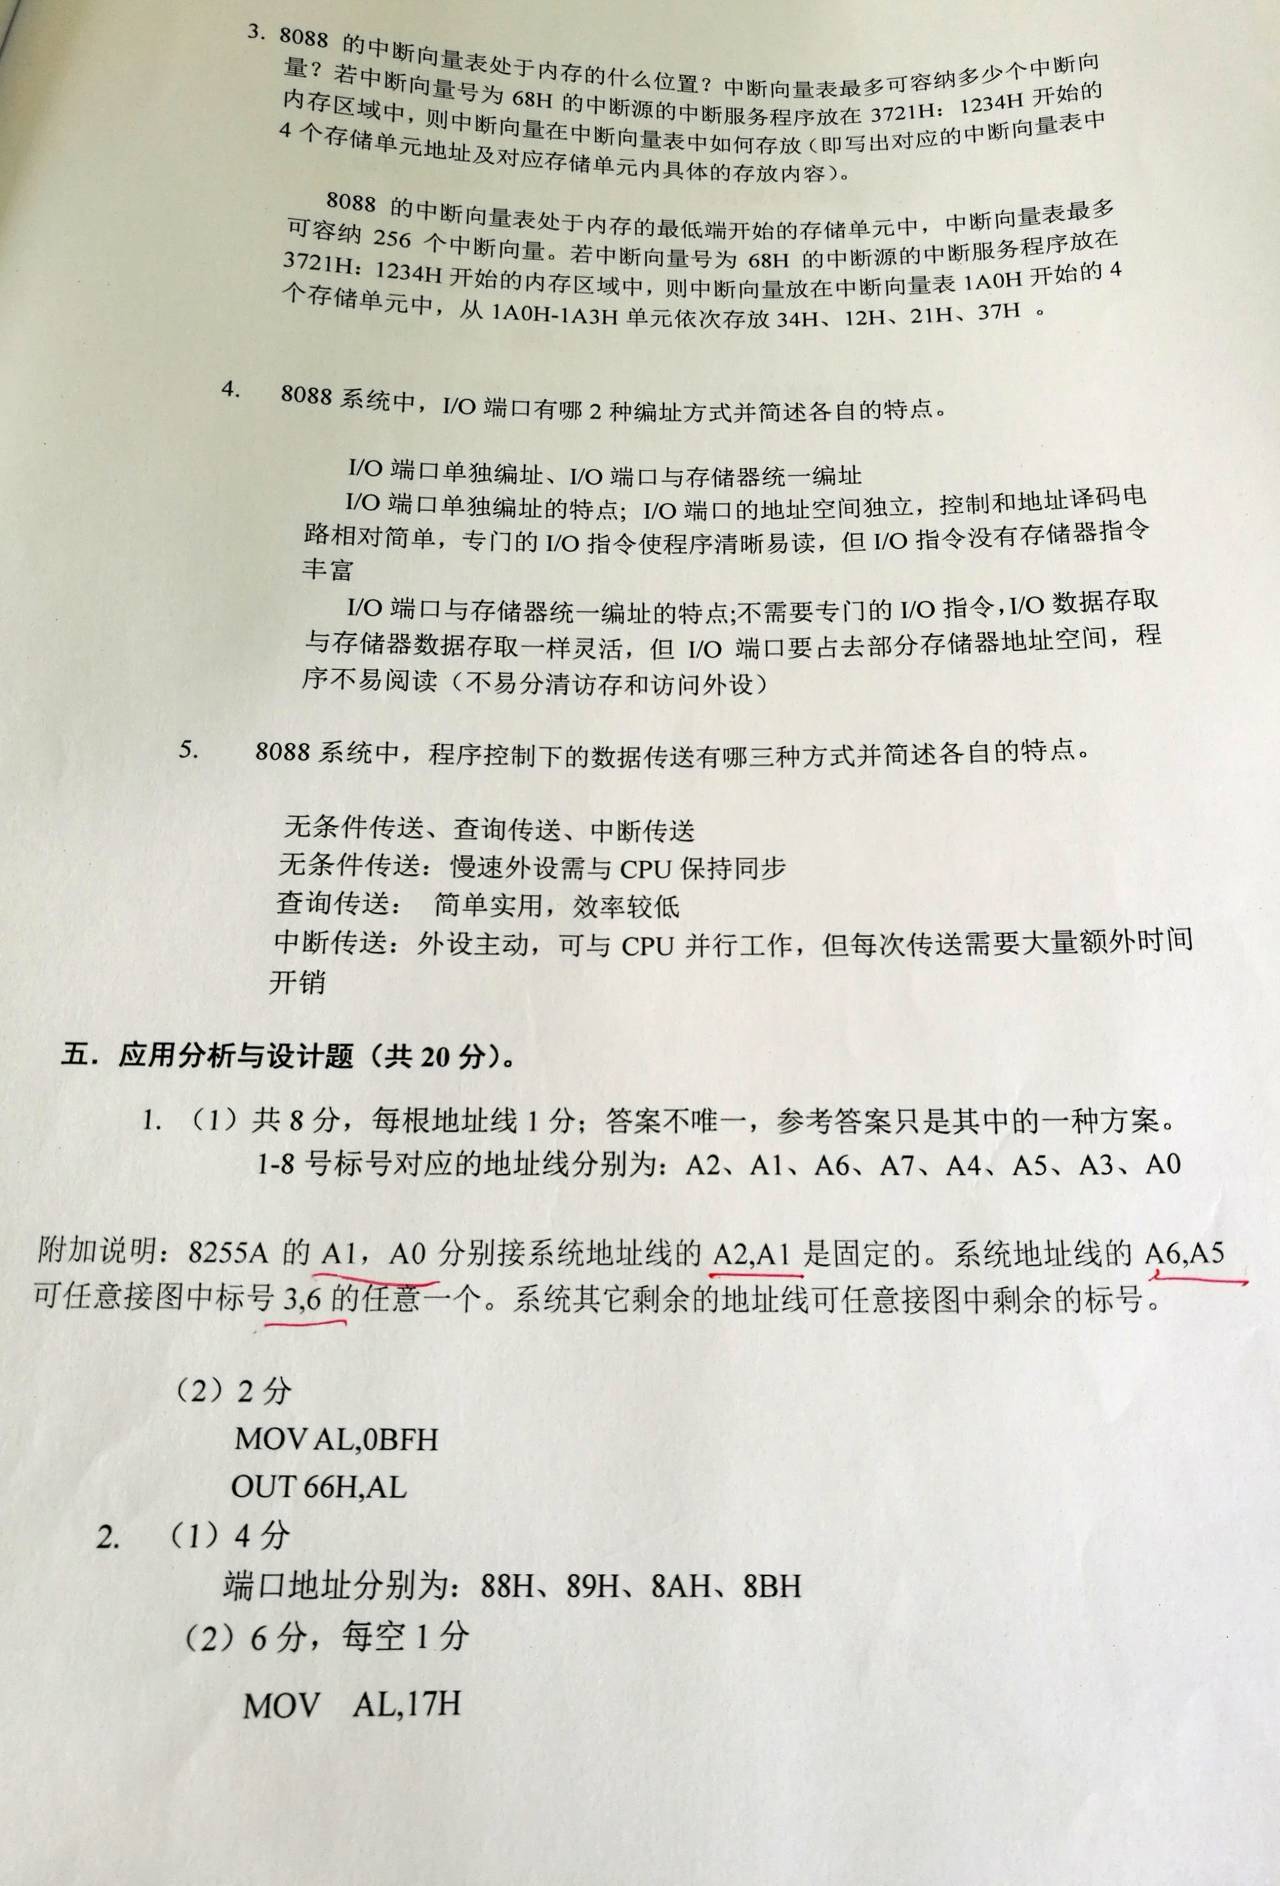 3. 8088 的中断向量表处于内存的什么位置？中断向量表最多可容纳多少个中断向
量？若中断向量号为 68H 的中断源的中断服务程序放在 3721H：1234H 开始的
内存区域中，则中断向量在中断向量表中如何存放（即写出对应的中断向量表中
4 个存储单元地址及对应存储单元内具体的存放内容）。
8088 的中断向量表处于内存的最低端开始的存储单元中，中断向量表最多
可容纳 256 个中断向量。若中断向量号为 68H 的中断源的中断服务程序放在
3721H：1234H 开始的内存区域中，则中断向量放在中断向量表 1A0H 开始的 4
个存储单元中，从 1A0H-1A3H 单元依次存放 34H、12H、21H、37H 。
4. 8088 系统中，I/O 端口有哪 2 种编址方式并简述各自的特点。
I/O 端口单独编址、I/O 端口与存储器统一编址
I/O 端口单独编址的特点；I/O 端口的地址空间独立，控制和地址译码电
路相对简单，专门的 I/O 指令使程序清晰易读，但 I/O 指令没有存储器指令
丰富
I/O 端口与存储器统一编址的特点;不需要专门的 I/O 指令，I/O 数据存取
与存储器数据存取一样灵活，但 I/O 端口要占去部分存储器地址空间，程
序不易阅读（不易分清访存和访问外设）
5. 8088 系统中，程序控制下的数据传送有哪三种方式并简述各自的特点。
无条件传送、查询传送、中断传送
无条件传送：慢速外设需与 CPU 保持同步
查询传送： 简单实用，效率较低
中断传送：外设主动，可与 CPU 并行工作，但每次传送需要大量额外时间
开销
五．应用分析与设计题（共 20 分）。
1. （1）共 8 分，每根地址线 1 分；答案不唯一，参考答案只是其中的一种方案。
1-8 号标号对应的地址线分别为：A2、A1、A6、A7、A4、A5、A3、A0
附加说明：8255A 的 A1，A0 分别接系统地址线的 A2,A1 是固定的。系统地址线的 A6,A5
可任意接图中标号 3,6 的任意一个。系统其它剩余的地址线可任意接图中剩余的标号。
（2）2 分
MOV AL,0BFH
OUT 66H,AL
2. （1）4 分
端口地址分别为：88H、89H、8AH、8BH
（2）6 分，每空 1 分
MOV AL,17H